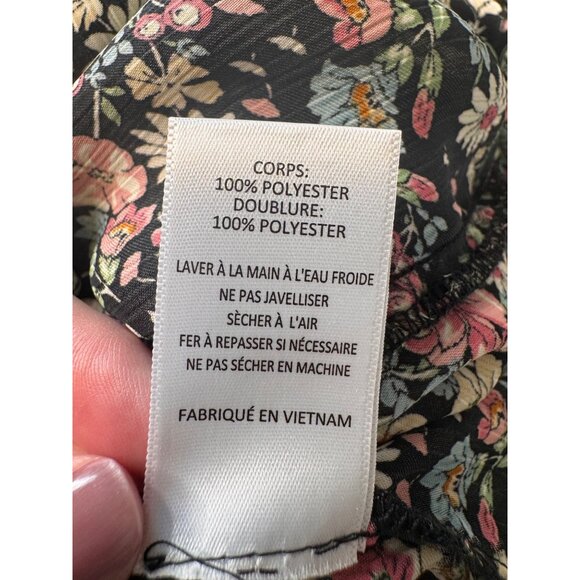 CORPS:
100% POLYESTER
DOUBLURE:
100% POLYESTER
LAVER À LA MAIN À L'EAU FROIDE
NE PAS JAVELLISER
SÈCHER À L'AIR
FER À REPASSER SI NÉCESSAIRE
NE PAS SÉCHER EN MACHINE
FABRIQUÉ EN VIETNAM